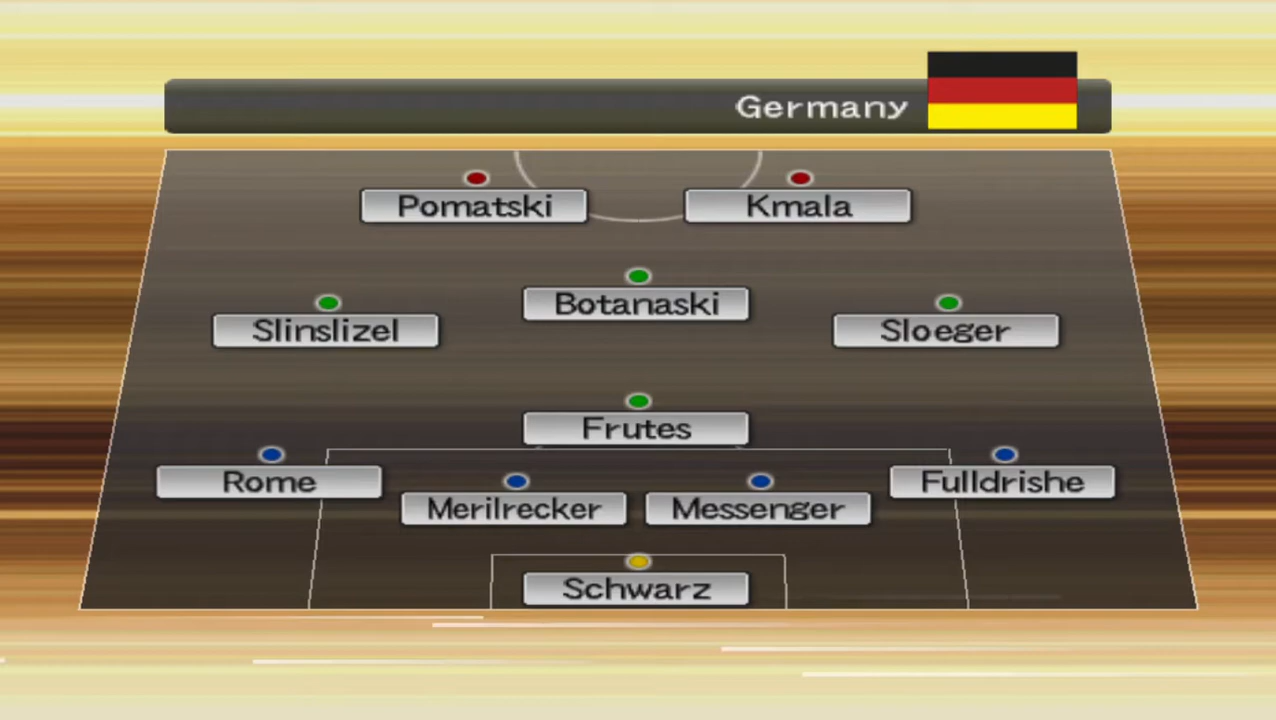 Germany
Pomatski
Kmala
Botanaski
Slinslizel
Sloeger
Frutes
Rome
Fulldrishe
Merilrecker
Messenger
Schwarz